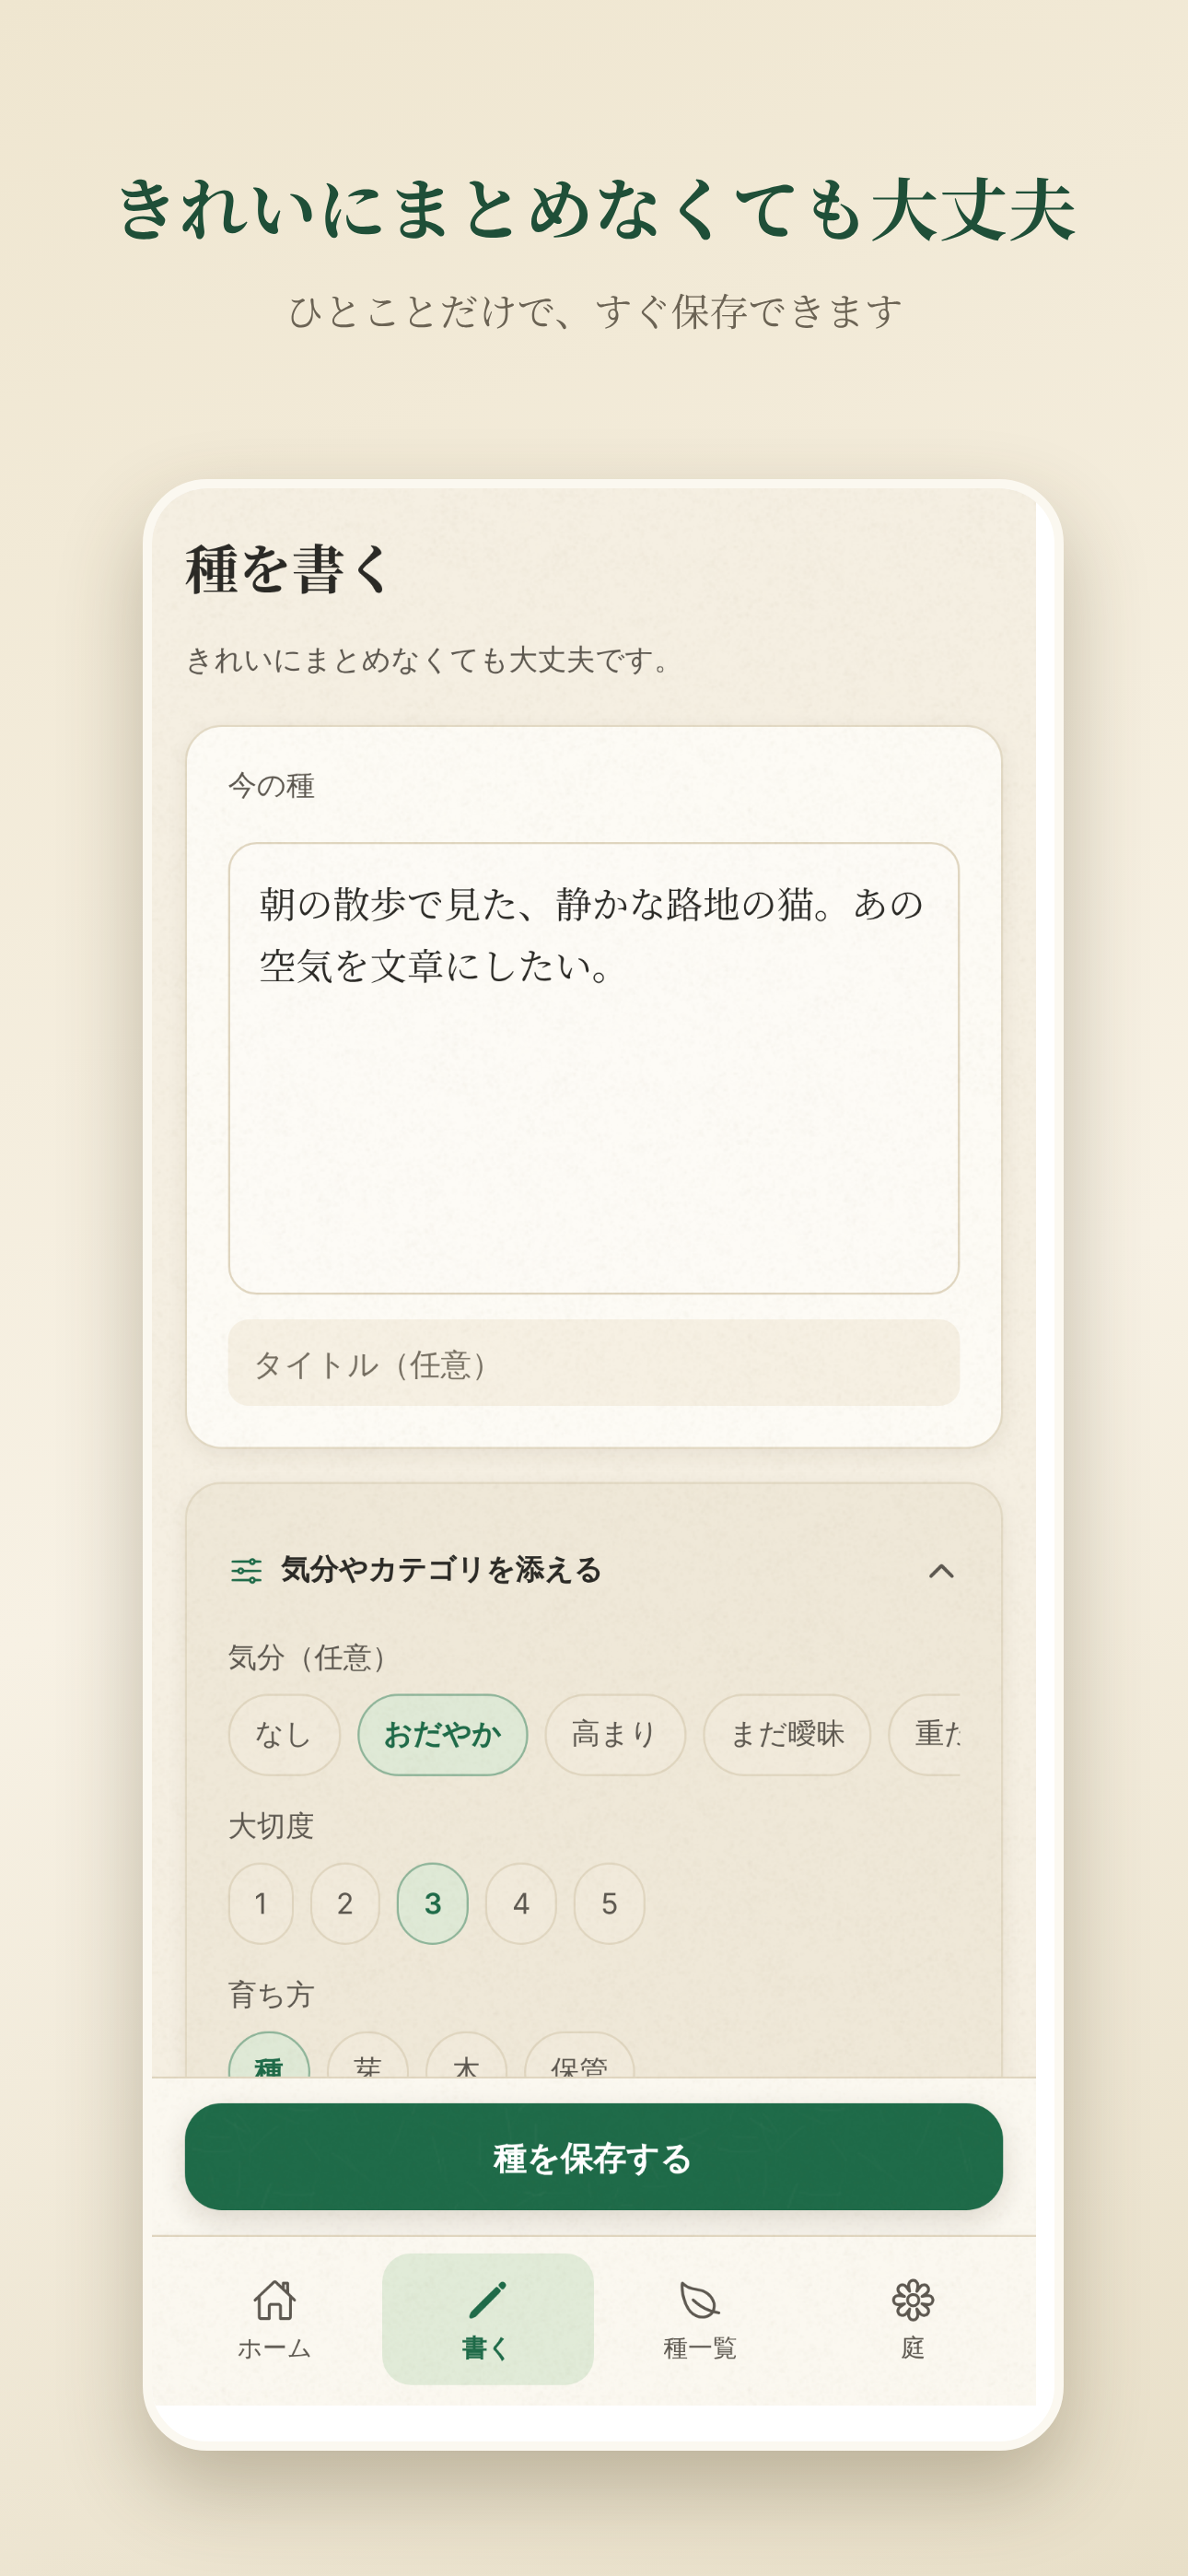 きれいにまとめなくても大丈夫
ひとことだけで、すぐ保存できます
種を書く
きれいにまとめなくても大丈夫です。
今の種
朝の散歩で見た、静かな路地の猫。あの
空気を文章にしたい。
タイトル（任意）
気分やカテゴリを添える
気分（任意）
なし おだやか 高まり まだ曖昧 重た
大切度
1 2 3 4 5
育ち方
種 芽 木 保管
種を保存する
ホーム 書く 種一覧 庭